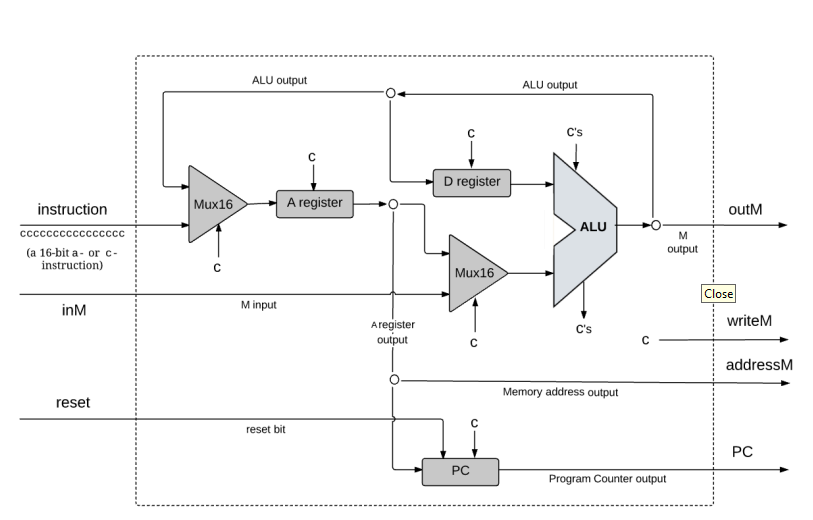 ALU output
ALU output
c
c
c's
Mux16
A register
D register
instruction
cccccccccccccccc
(a 16-bit a- or c-
instruction)
c
ALU
outM
M
output
Mux16
Close
inM
M input
A register
output
c
c's
c
writeM
addressM
Memory address output
reset
reset bit
c
PC
PC
Program Counter output